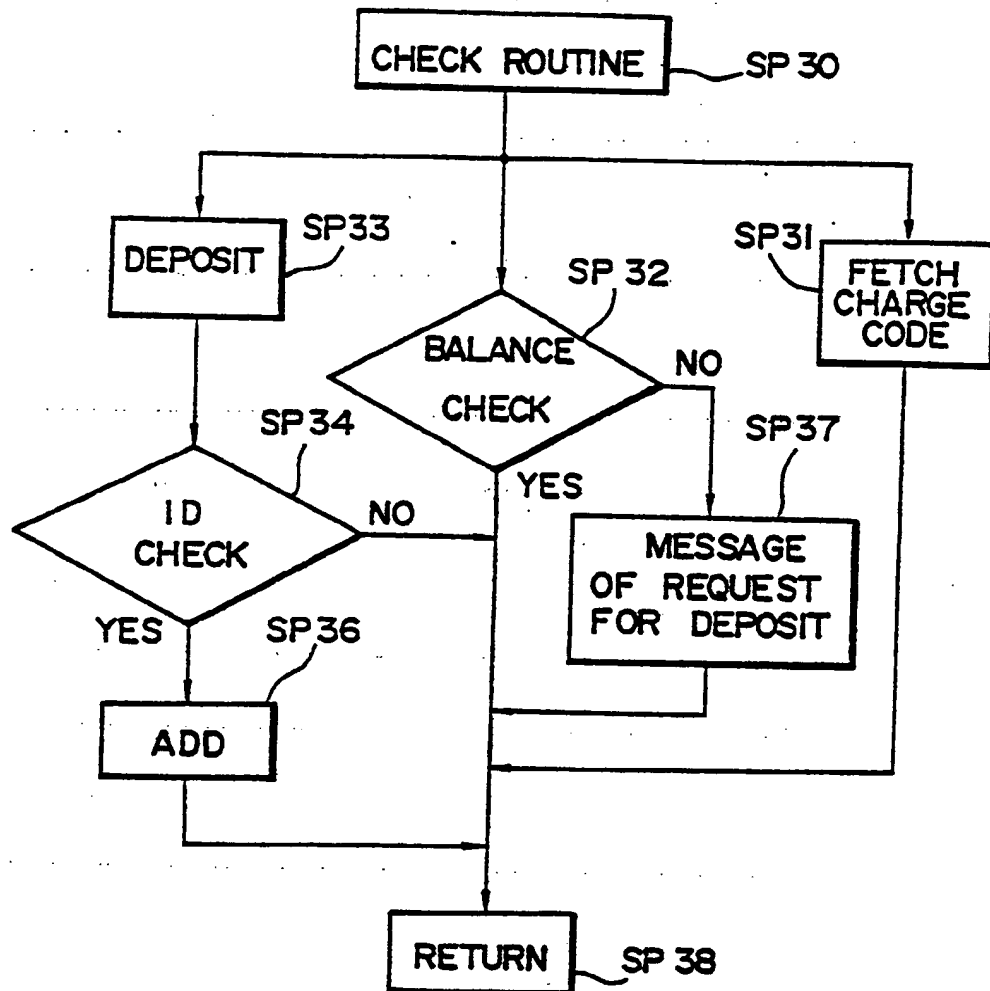 CHECK ROUTINE
SP 30
DEPOSIT
SP33
SP 32
SP31
FETCH
CHARGE
CODE
BALANCE
CHECK
NO
YES
SP34
ID
CHECK
NO
YES
SP37
MESSAGE
OF REQUEST
FOR DEPOSIT
SP36
ADD
RETURN
SP 38